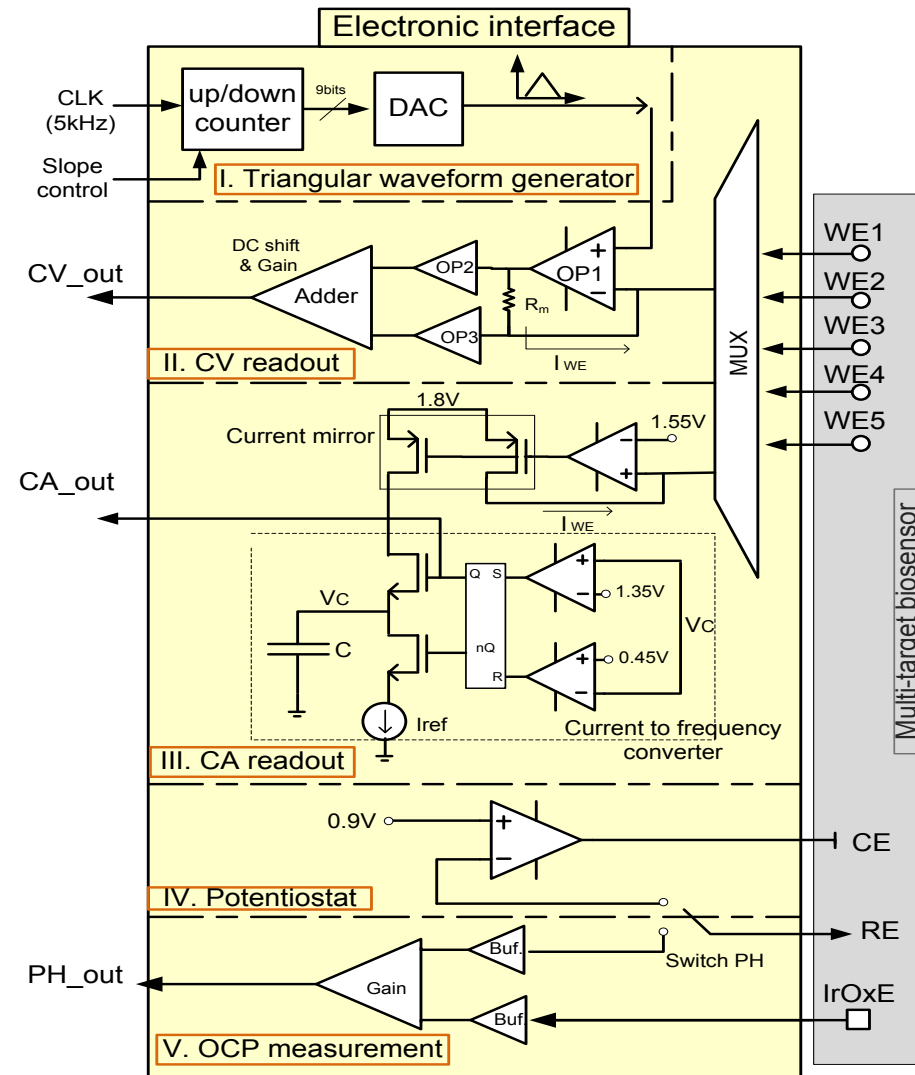 Electronic interface
CLK
(5kHz)
up/down
counter
9bits
DAC
Slope
control
I. Triangular waveform generator
DC shift
& Gain
CV_out
Adder
OP2
OP3
OP1
+
−
Rm
IWE
II. CV readout
MUX
WE1
WE2
WE3
WE4
WE5
Multi-target biosensor
1.8V
Current mirror
1.55V
−
+
IWE
CA_out
Q
S
nQ
R
+
−
1.35V
VC
VC
C
+
−
0.45V
Iref
Current to frequency
converter
III. CA readout
0.9V
+
−
CE
IV. Potentiostat
RE
Switch PH
PH_out
Gain
Buf.
Buf.
IrOxE
V. OCP measurement